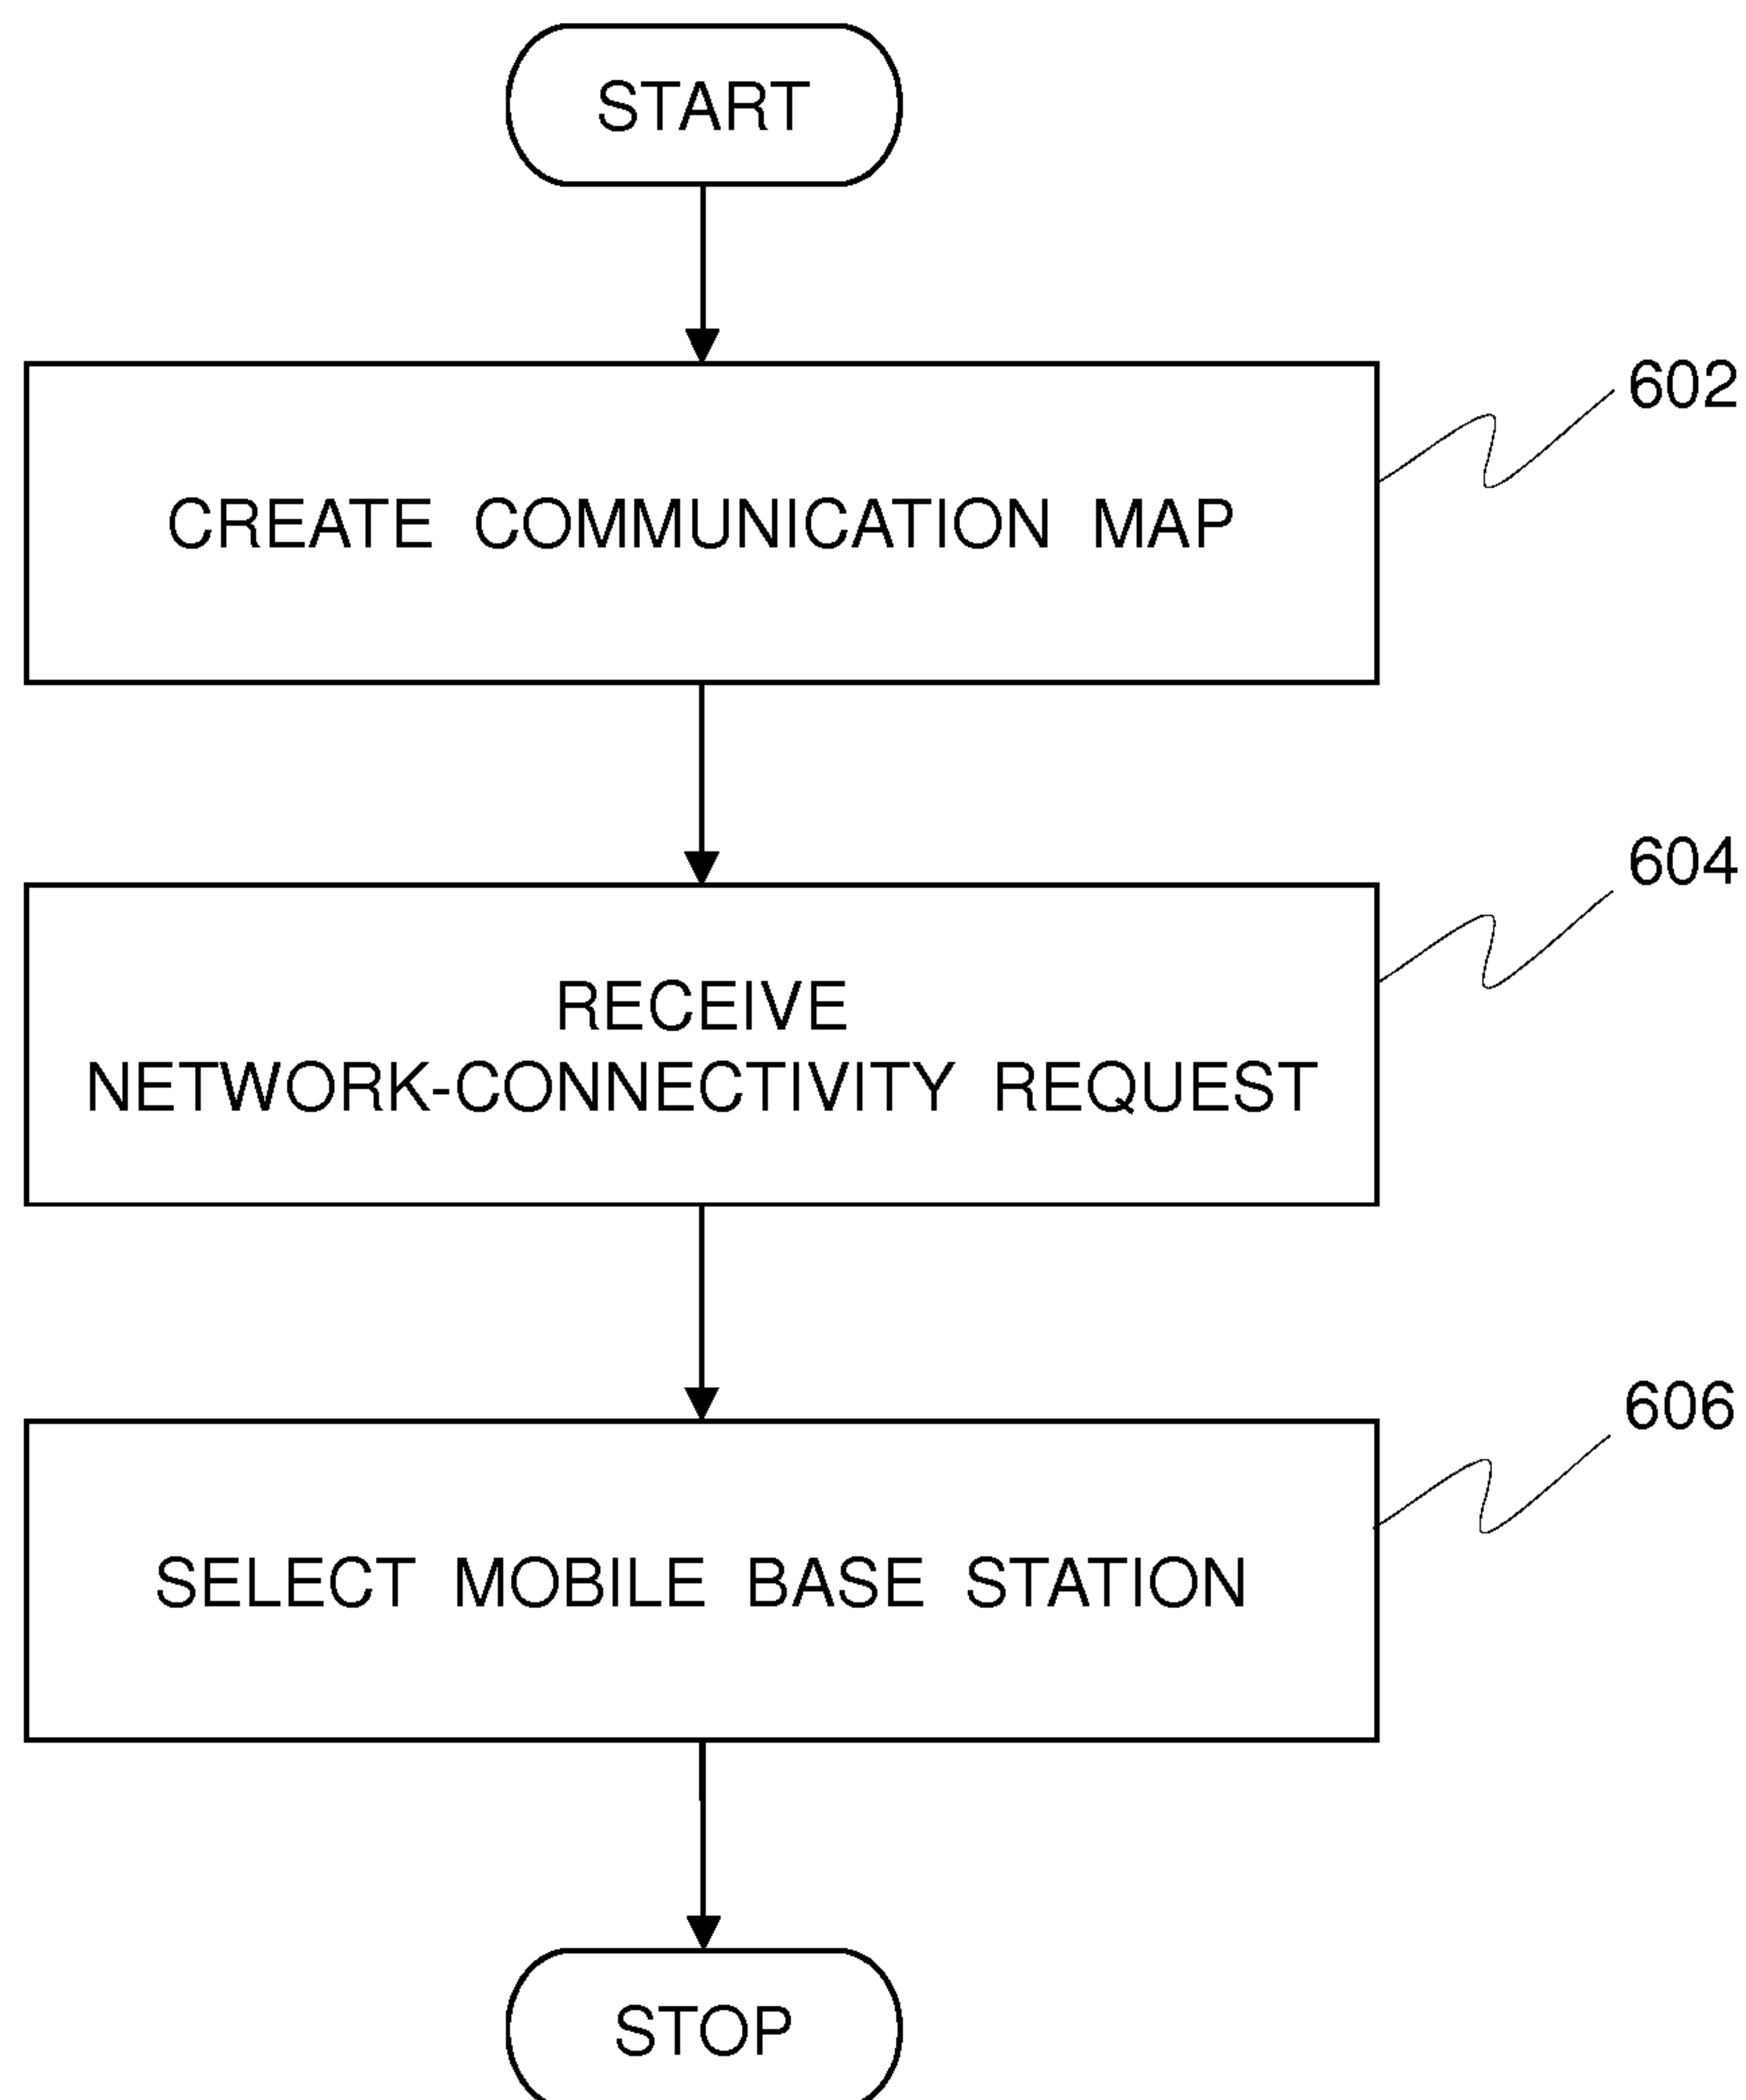 START
602
CREATE COMMUNICATION MAP
604
RECEIVE
NETWORK-CONNECTIVITY REQUEST
606
SELECT MOBILE BASE STATION
STOP